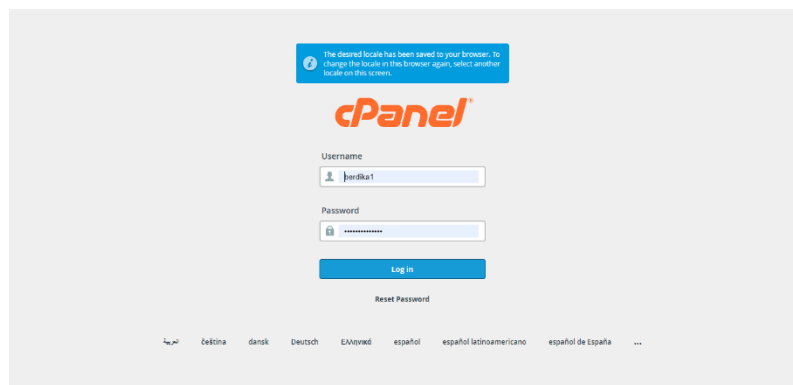 The desired locale has been saved to your browser. To
change the locale in this browser again, select another
locale on this screen.
cPanel®
Username
berdika1
Password
••••••••••••••
Log in
Reset Password
العربية čeština dansk Deutsch Ελληνικά español español latinoamericano español de España ...